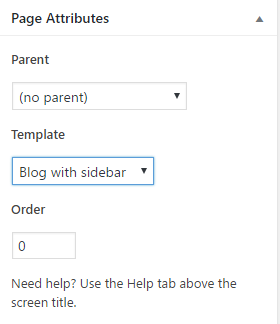 Page Attributes
Parent
(no parent)
Template
Blog with sidebar
Order
0
Need help? Use the Help tab above the
screen title.